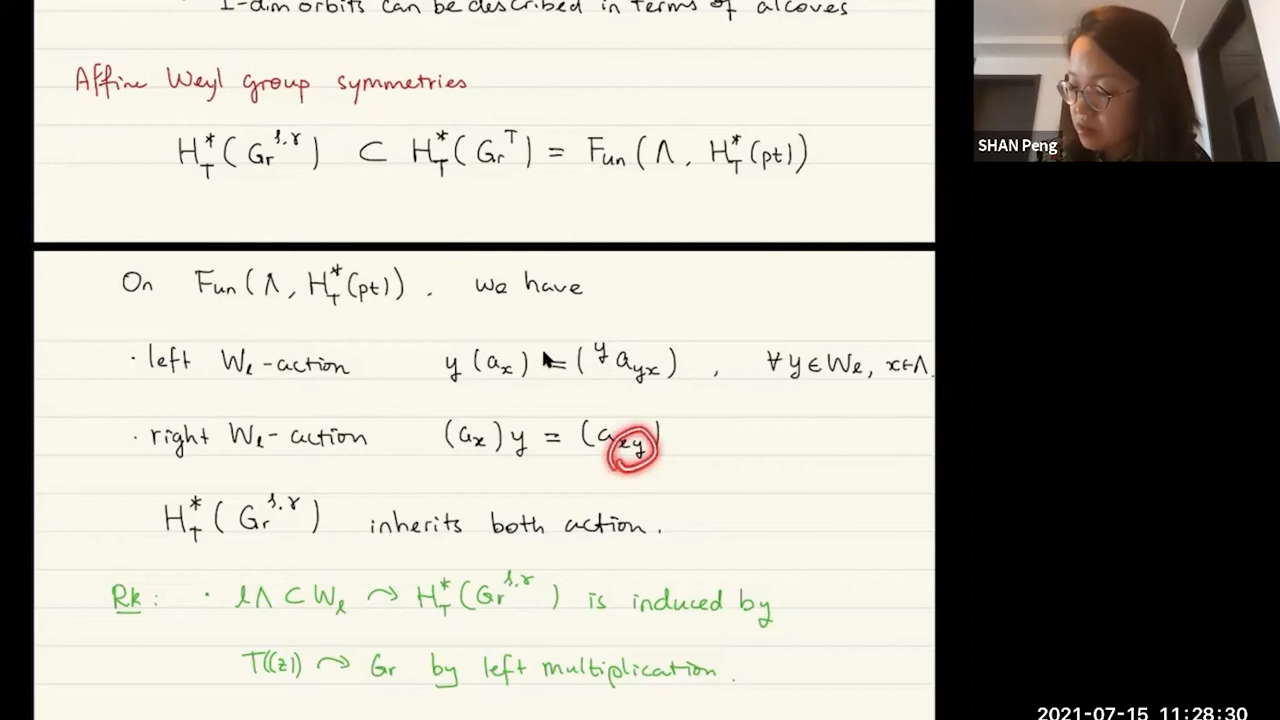 1-dim orbits can be described in terms of alcoves
Affine Weyl group symmetries
H*_T(Gr^{s,γ}) ⊂ H*_T(Gr^T) = Fun(Λ, H*_T(pt))
SHAN Peng
On Fun(Λ, H*_T(pt)). we have
· left W_l-action y(a_x) = (^y a_{yx}), ∀ y ∈ W_l, x ∈ Λ.
· right W_l-action (a_x)y = (a_{xy})
H*_T(Gr^{s,γ}) inherits both action.
Rk: · lΛ ⊂ W_l ↷ H*_T(Gr^{s,γ}) is induced by
T((z)) ↷ Gr by left multiplication.
2021-07-15 11:28:30